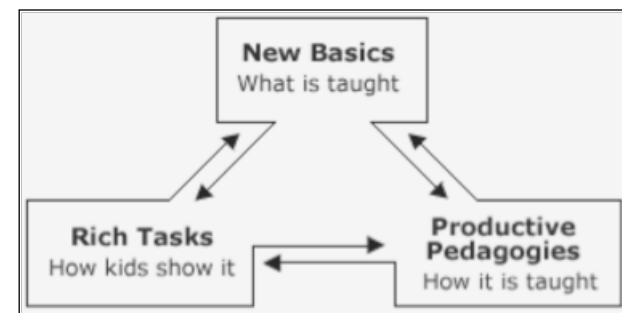 New Basics
What is taught
Rich Tasks
How kids show it
Productive
Pedagogies
How it is taught